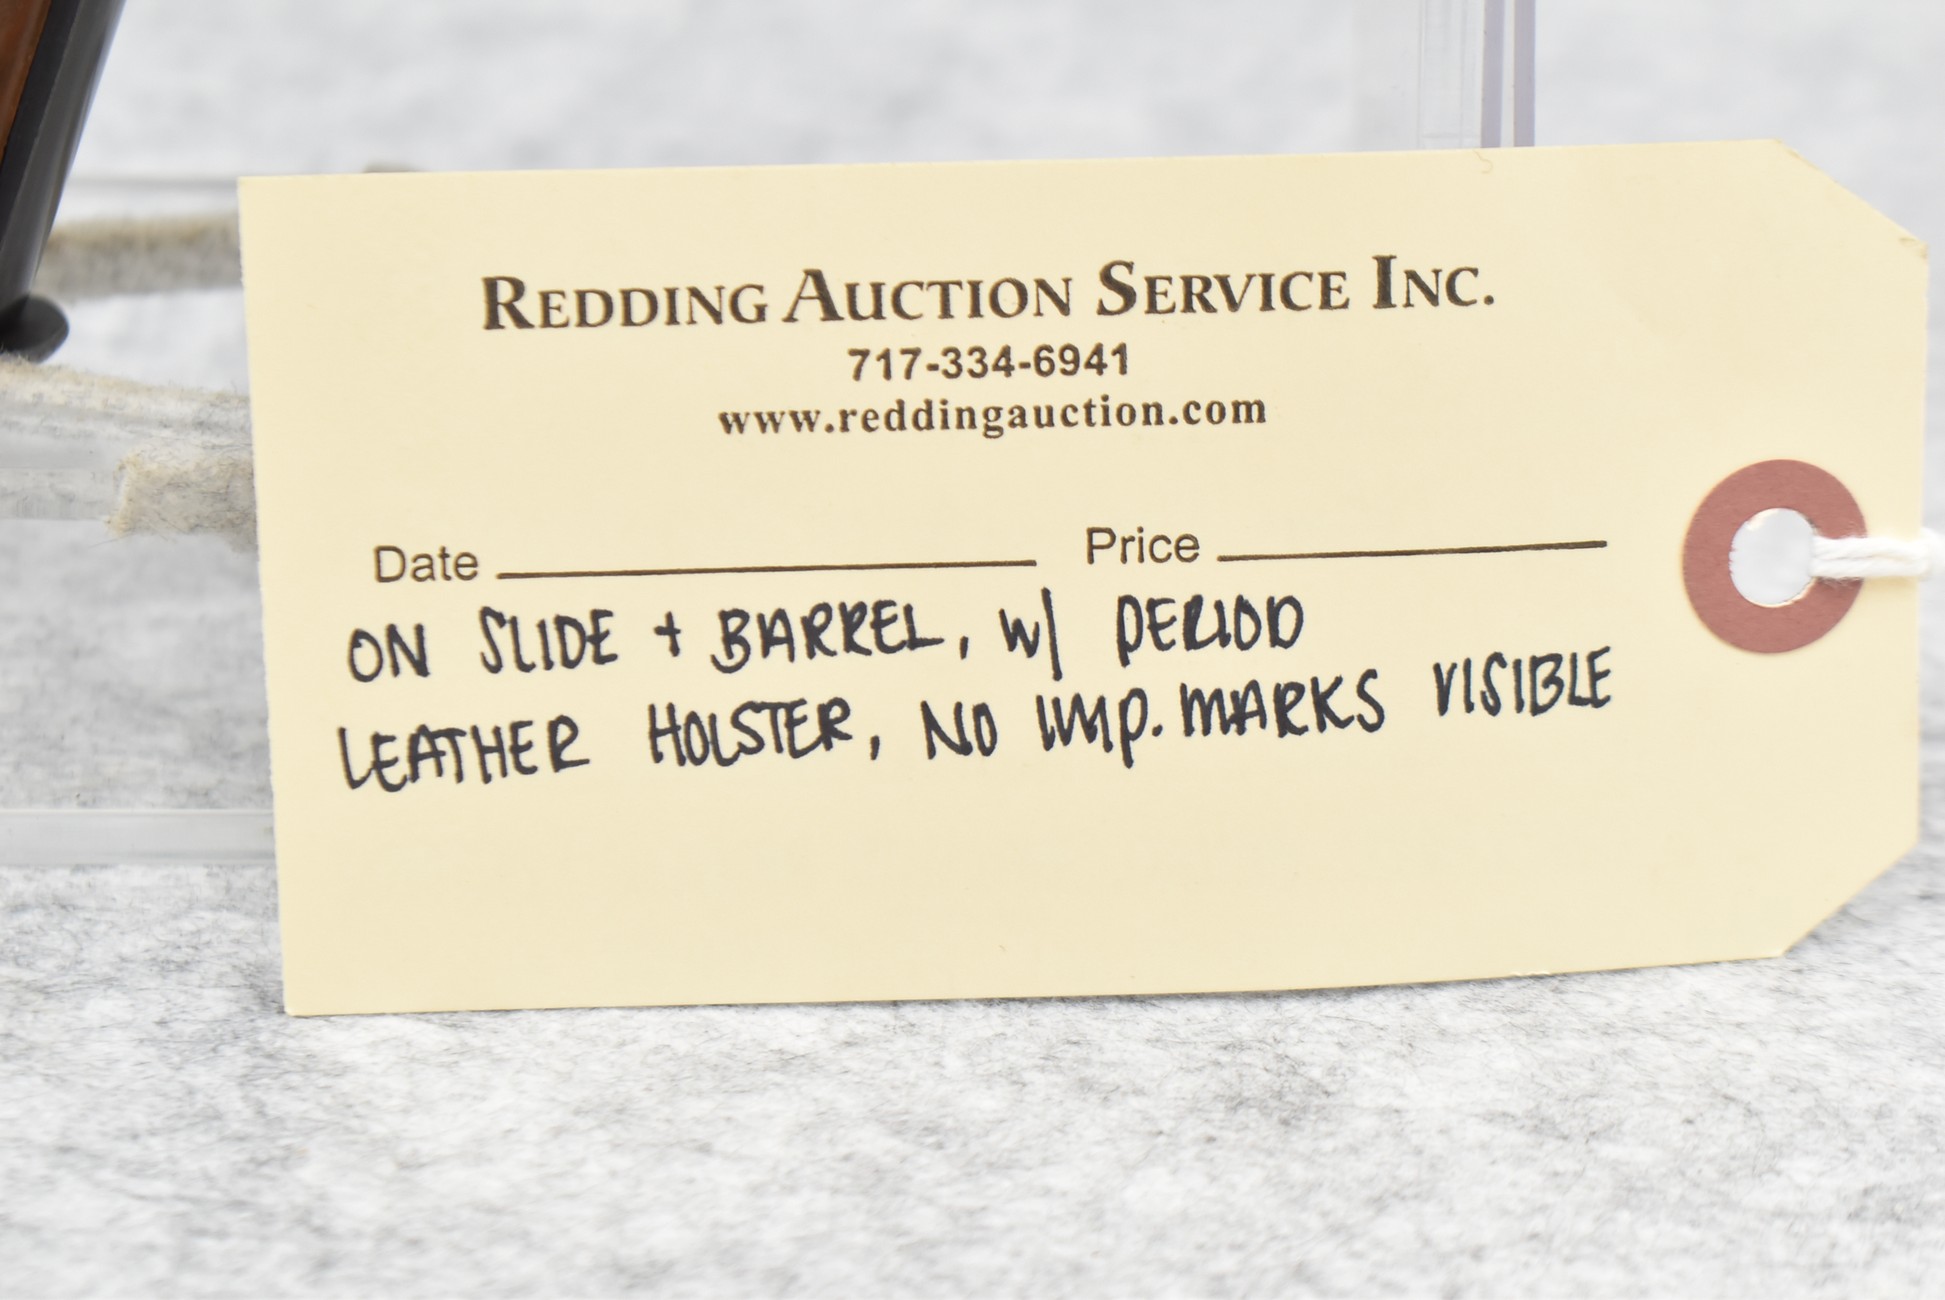 REDDING AUCTION SERVICE INC.
717-334-6941
www.reddingauction.com
Date Price
ON SLIDE + BARREL, W/ PERIOD
LEATHER HOLSTER, NO IMP. MARKS VISIBLE